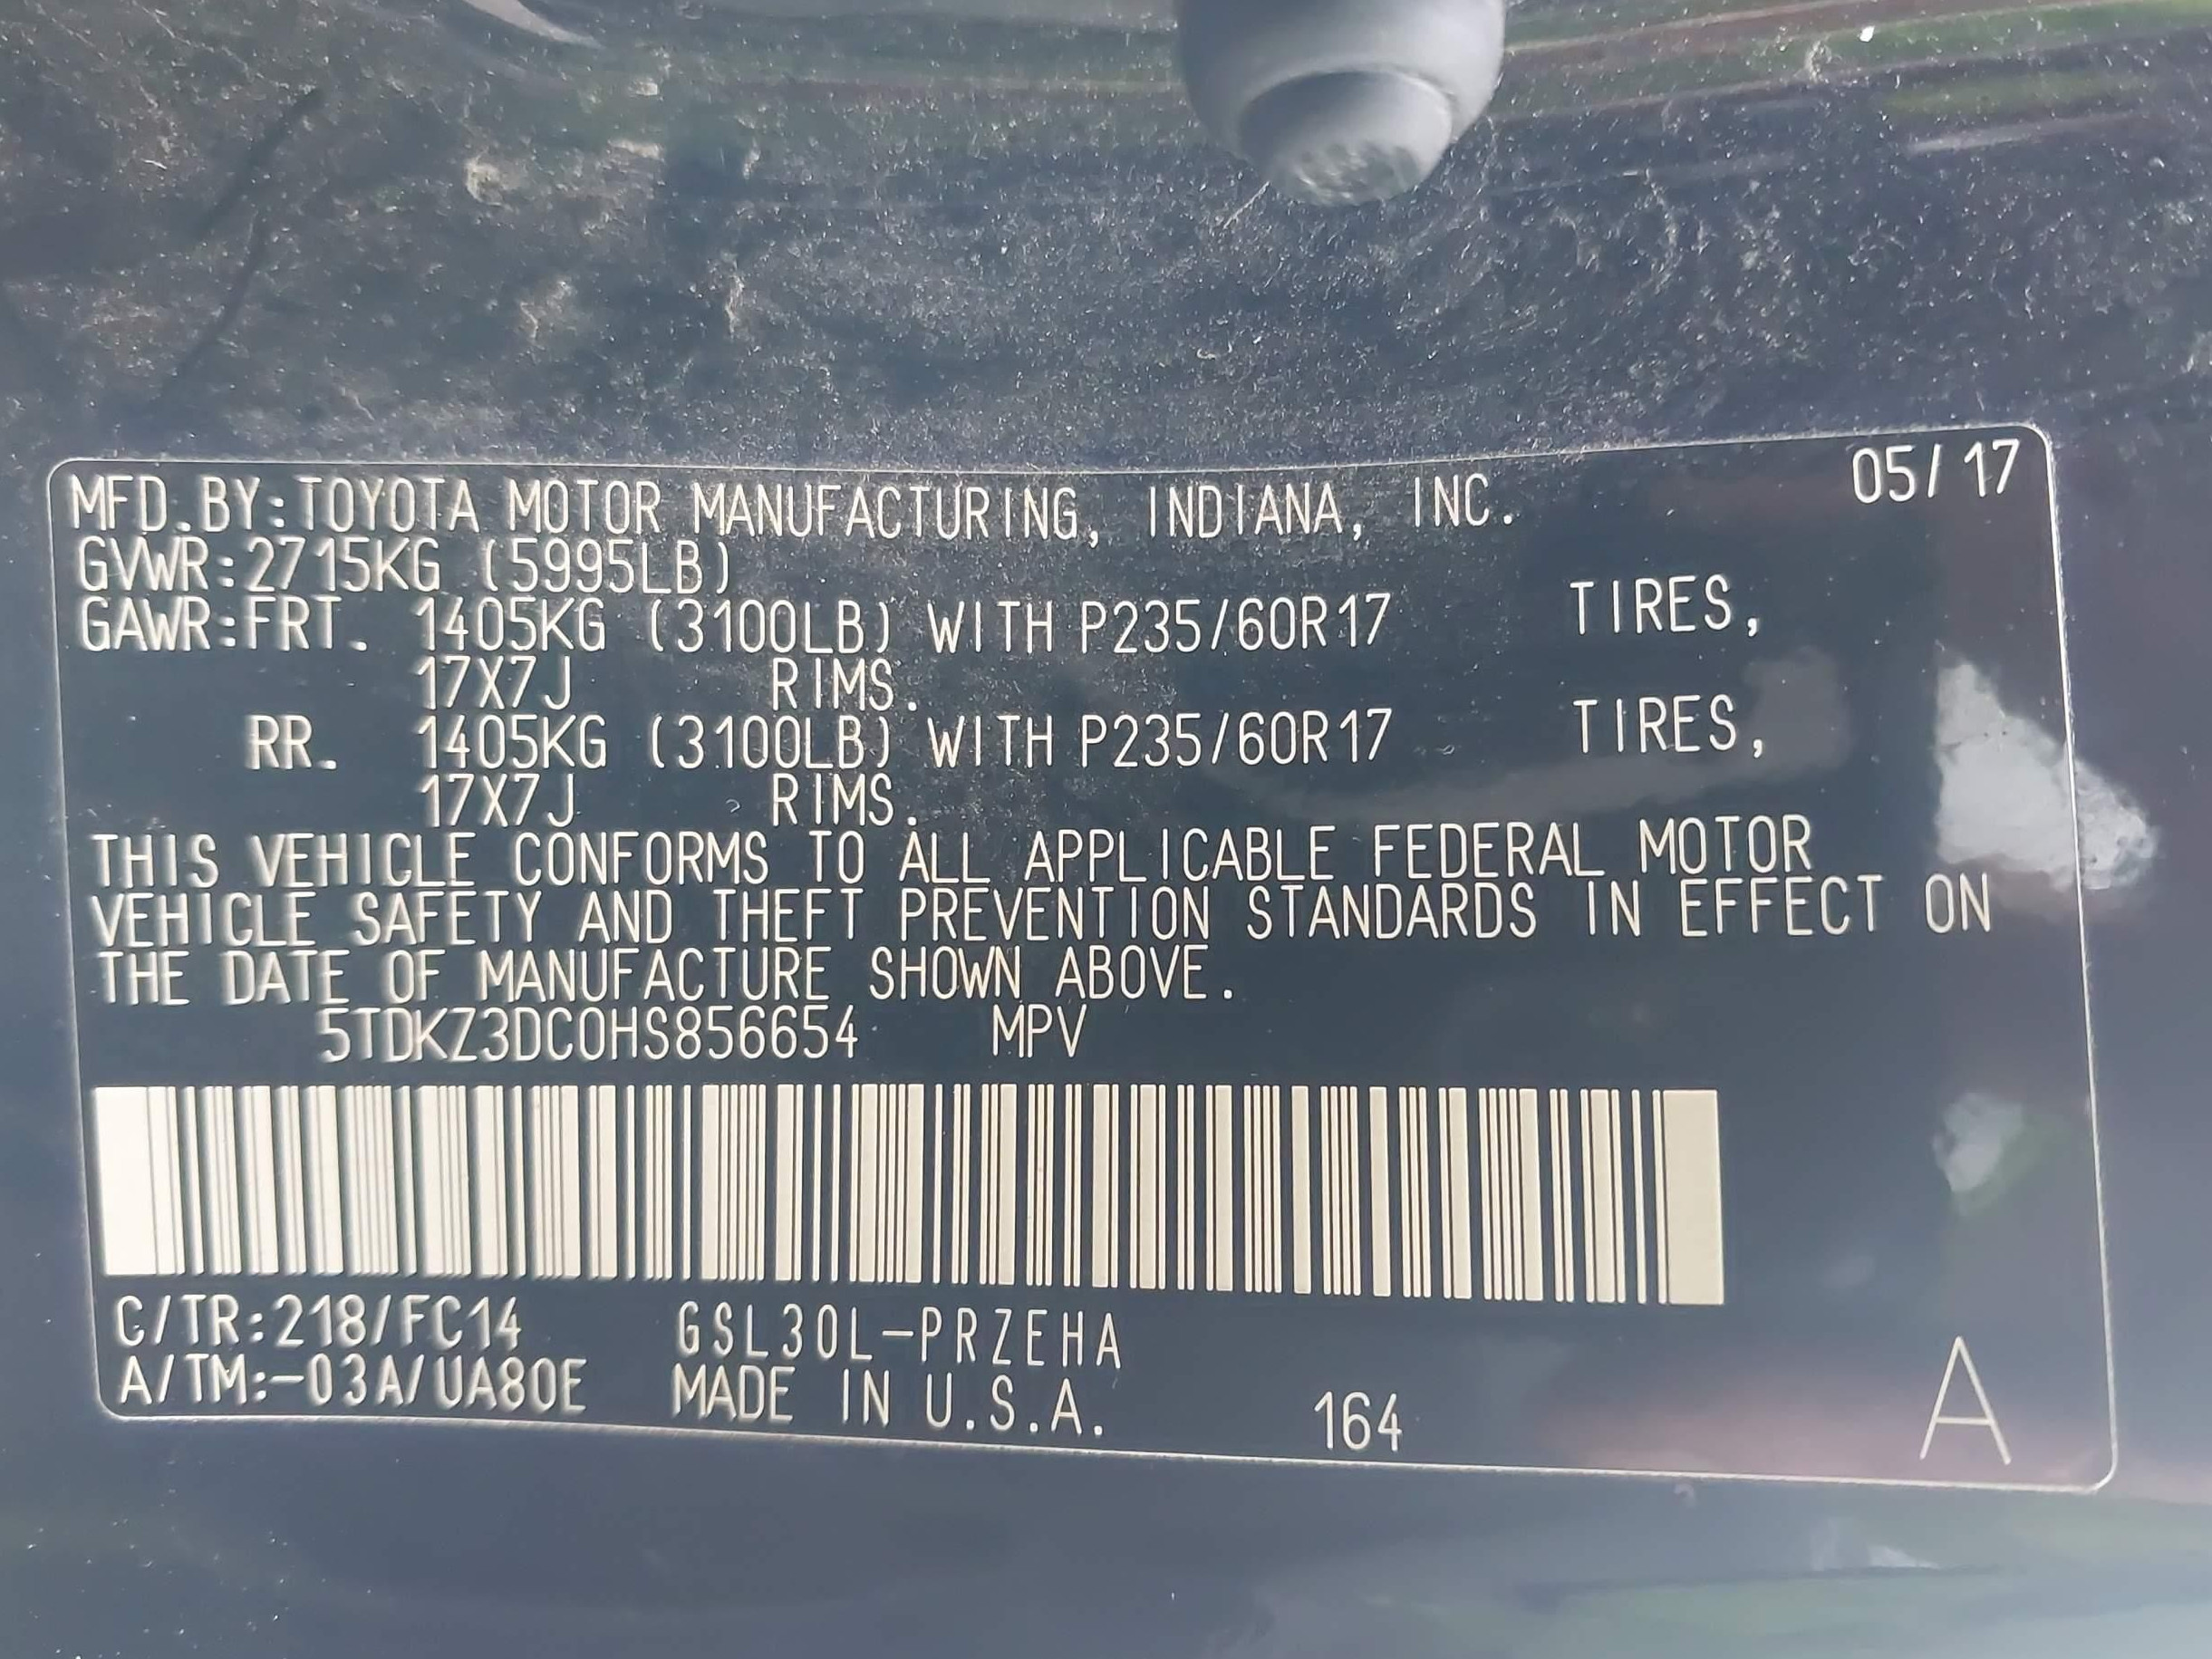 05/17
MFD.BY:TOYOTA MOTOR MANUFACTURING, INDIANA, INC.
GVWR:2715KG (5995LB)
GAWR:FRT. 1405KG (3100LB) WITH P235/60R17 TIRES,
17X7J RIMS.
RR. 1405KG (3100LB) WITH P235/60R17 TIRES,
17X7J RIMS.
THIS VEHICLE CONFORMS TO ALL APPLICABLE FEDERAL MOTOR
VEHICLE SAFETY AND THEFT PREVENTION STANDARDS IN EFFECT ON
THE DATE OF MANUFACTURE SHOWN ABOVE.
5TDKZ3DC0HS856654 MPV
C/TR:218/FC14 GSL30L-PRZEHA
A/TM:-03A/UA80E MADE IN U.S.A. 164 A